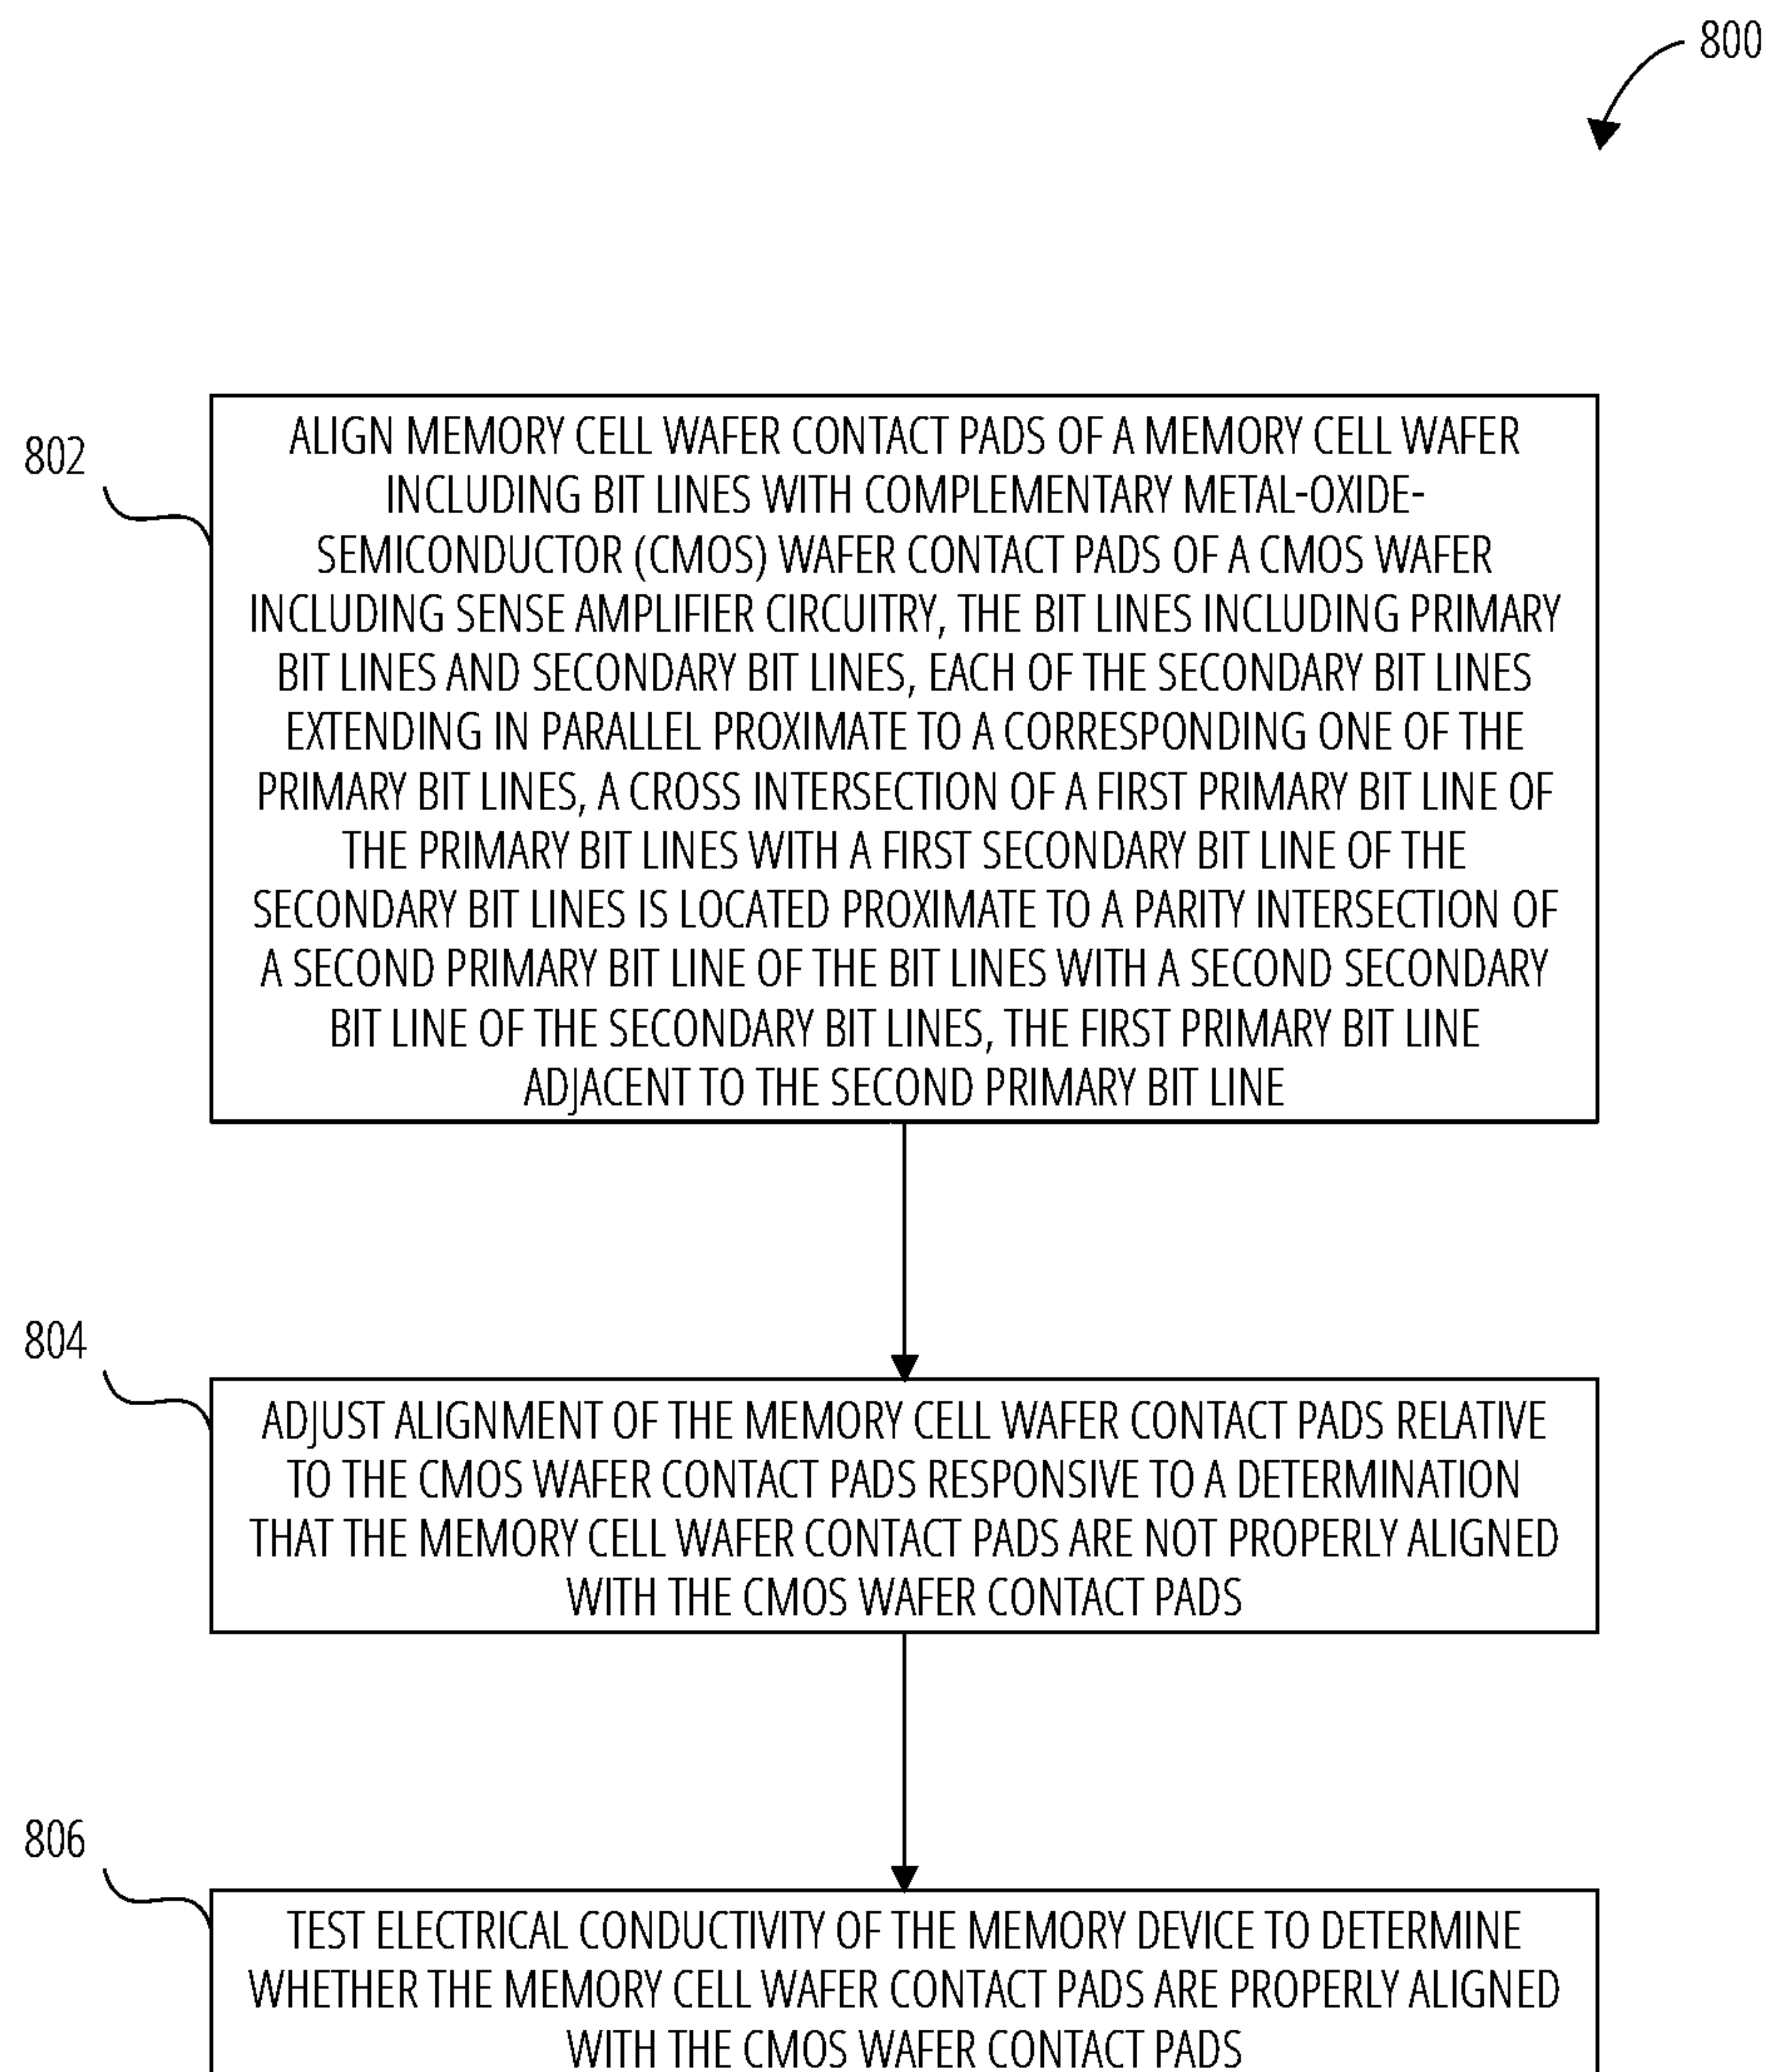 800
802
ALIGN MEMORY CELL WAFER CONTACT PADS OF A MEMORY CELL WAFER
INCLUDING BIT LINES WITH COMPLEMENTARY METAL-OXIDE-
SEMICONDUCTOR (CMOS) WAFER CONTACT PADS OF A CMOS WAFER
INCLUDING SENSE AMPLIFIER CIRCUITRY, THE BIT LINES INCLUDING PRIMARY
BIT LINES AND SECONDARY BIT LINES, EACH OF THE SECONDARY BIT LINES
EXTENDING IN PARALLEL PROXIMATE TO A CORRESPONDING ONE OF THE
PRIMARY BIT LINES, A CROSS INTERSECTION OF A FIRST PRIMARY BIT LINE OF
THE PRIMARY BIT LINES WITH A FIRST SECONDARY BIT LINE OF THE
SECONDARY BIT LINES IS LOCATED PROXIMATE TO A PARITY INTERSECTION OF
A SECOND PRIMARY BIT LINE OF THE BIT LINES WITH A SECOND SECONDARY
BIT LINE OF THE SECONDARY BIT LINES, THE FIRST PRIMARY BIT LINE
ADJACENT TO THE SECOND PRIMARY BIT LINE
804
ADJUST ALIGNMENT OF THE MEMORY CELL WAFER CONTACT PADS RELATIVE
TO THE CMOS WAFER CONTACT PADS RESPONSIVE TO A DETERMINATION
THAT THE MEMORY CELL WAFER CONTACT PADS ARE NOT PROPERLY ALIGNED
WITH THE CMOS WAFER CONTACT PADS
806
TEST ELECTRICAL CONDUCTIVITY OF THE MEMORY DEVICE TO DETERMINE
WHETHER THE MEMORY CELL WAFER CONTACT PADS ARE PROPERLY ALIGNED
WITH THE CMOS WAFER CONTACT PADS